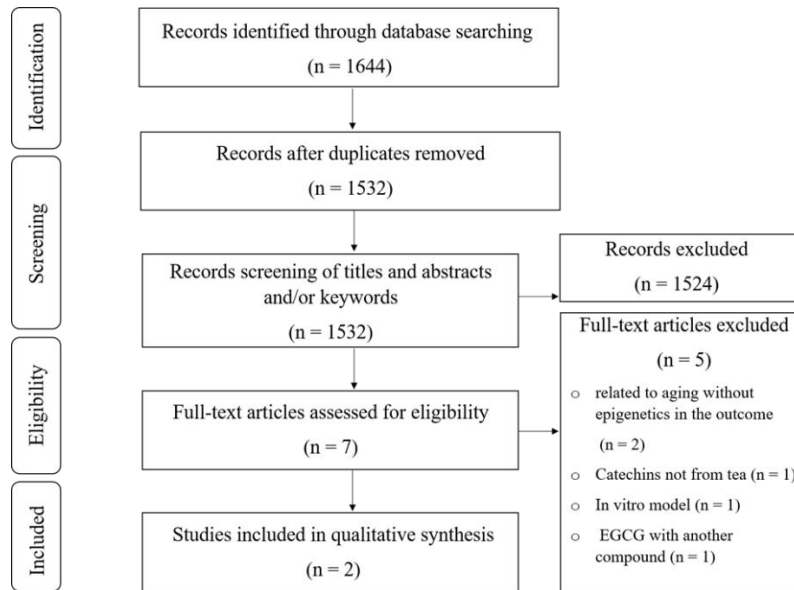 Identification
Records identified through database searching
(n = 1644)
Records after duplicates removed
(n = 1532)
Screening
Records screening of titles and abstracts
and/or keywords
(n = 1532)
Records excluded
(n = 1524)
Eligibility
Full-text articles assessed for eligibility
(n = 7)
Full-text articles excluded
(n = 5)
o related to aging without
epigenetics in the outcome
(n = 2)
o Catechins not from tea (n = 1)
o In vitro model (n = 1)
o EGCG with another
compound (n = 1)
Included
Studies included in qualitative synthesis
(n = 2)